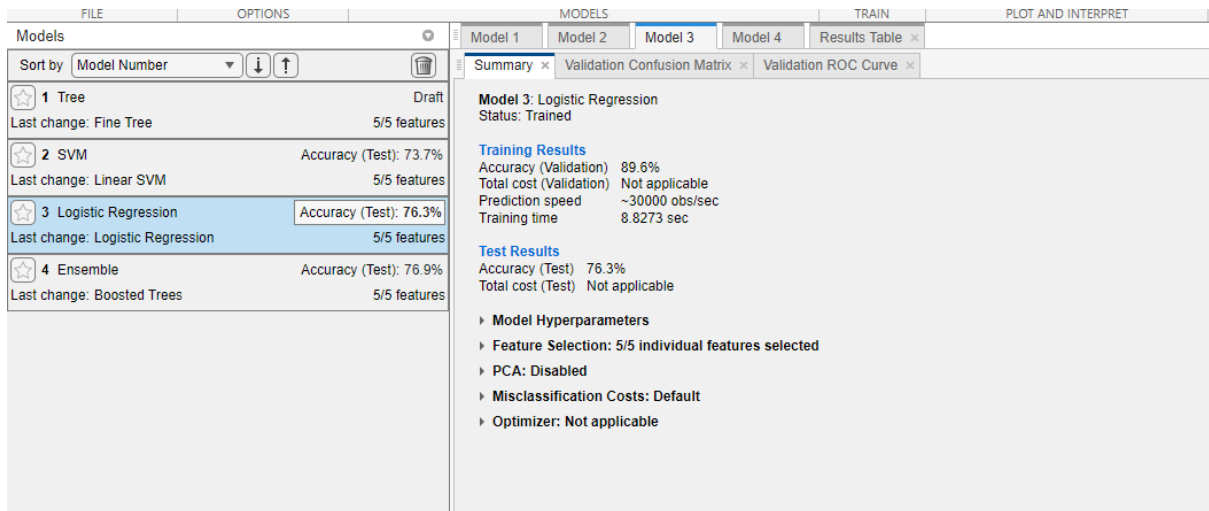 FILE OPTIONS MODELS TRAIN PLOT AND INTERPRET
Models
Sort by Model Number
1 Tree Draft
Last change: Fine Tree 5/5 features
2 SVM Accuracy (Test): 73.7%
Last change: Linear SVM 5/5 features
3 Logistic Regression Accuracy (Test): 76.3%
Last change: Logistic Regression 5/5 features
4 Ensemble Accuracy (Test): 76.9%
Last change: Boosted Trees 5/5 features
Model 1 Model 2 Model 3 Model 4 Results Table
Summary Validation Confusion Matrix Validation ROC Curve
Model 3: Logistic Regression
Status: Trained
Training Results
Accuracy (Validation) 89.6%
Total cost (Validation) Not applicable
Prediction speed ~30000 obs/sec
Training time 8.8273 sec
Test Results
Accuracy (Test) 76.3%
Total cost (Test) Not applicable
Model Hyperparameters
Feature Selection: 5/5 individual features selected
PCA: Disabled
Misclassification Costs: Default
Optimizer: Not applicable